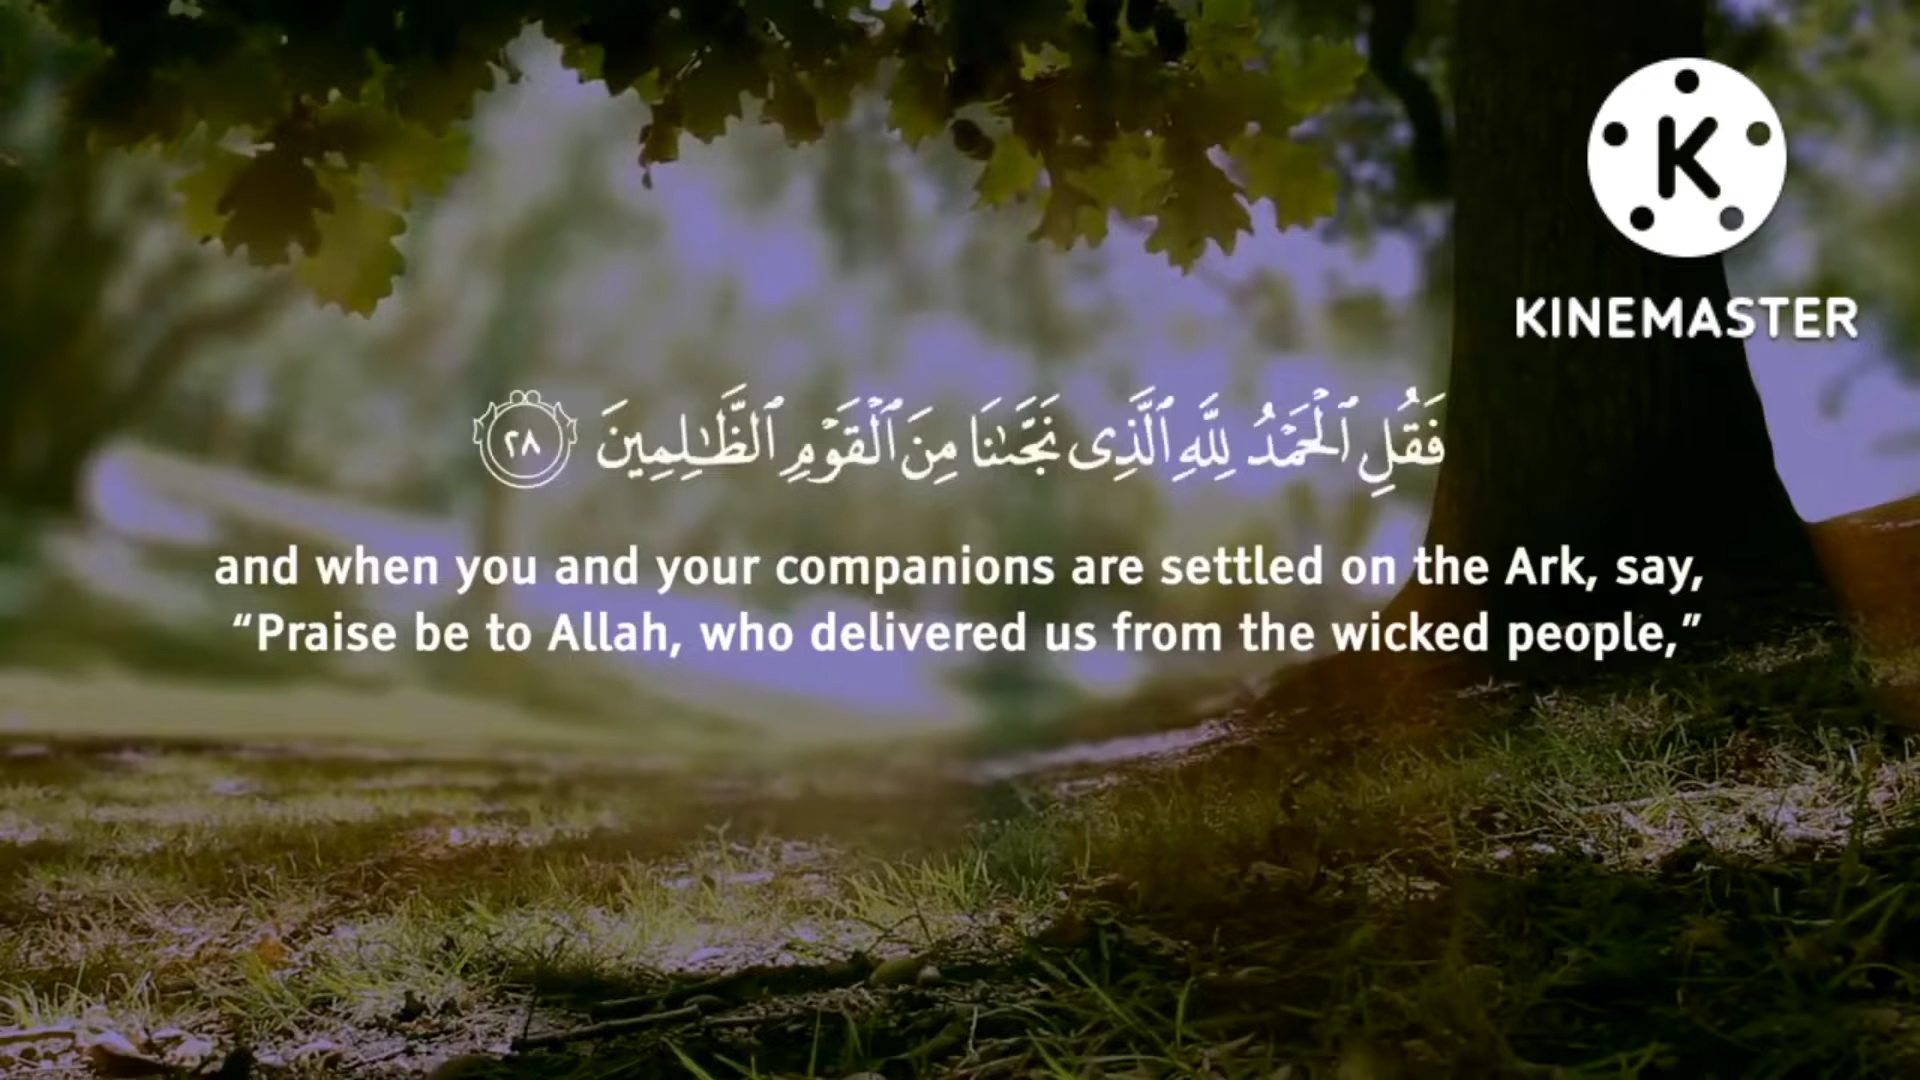 K
KINEMASTER
فَقُلِ ٱلْحَمْدُ لِلَّهِ ٱلَّذِى نَجَّىٰنَا مِنَ ٱلْقَوْمِ ٱلظَّـٰلِمِينَ ٢٨
and when you and your companions are settled on the Ark, say,
“Praise be to Allah, who delivered us from the wicked people,”